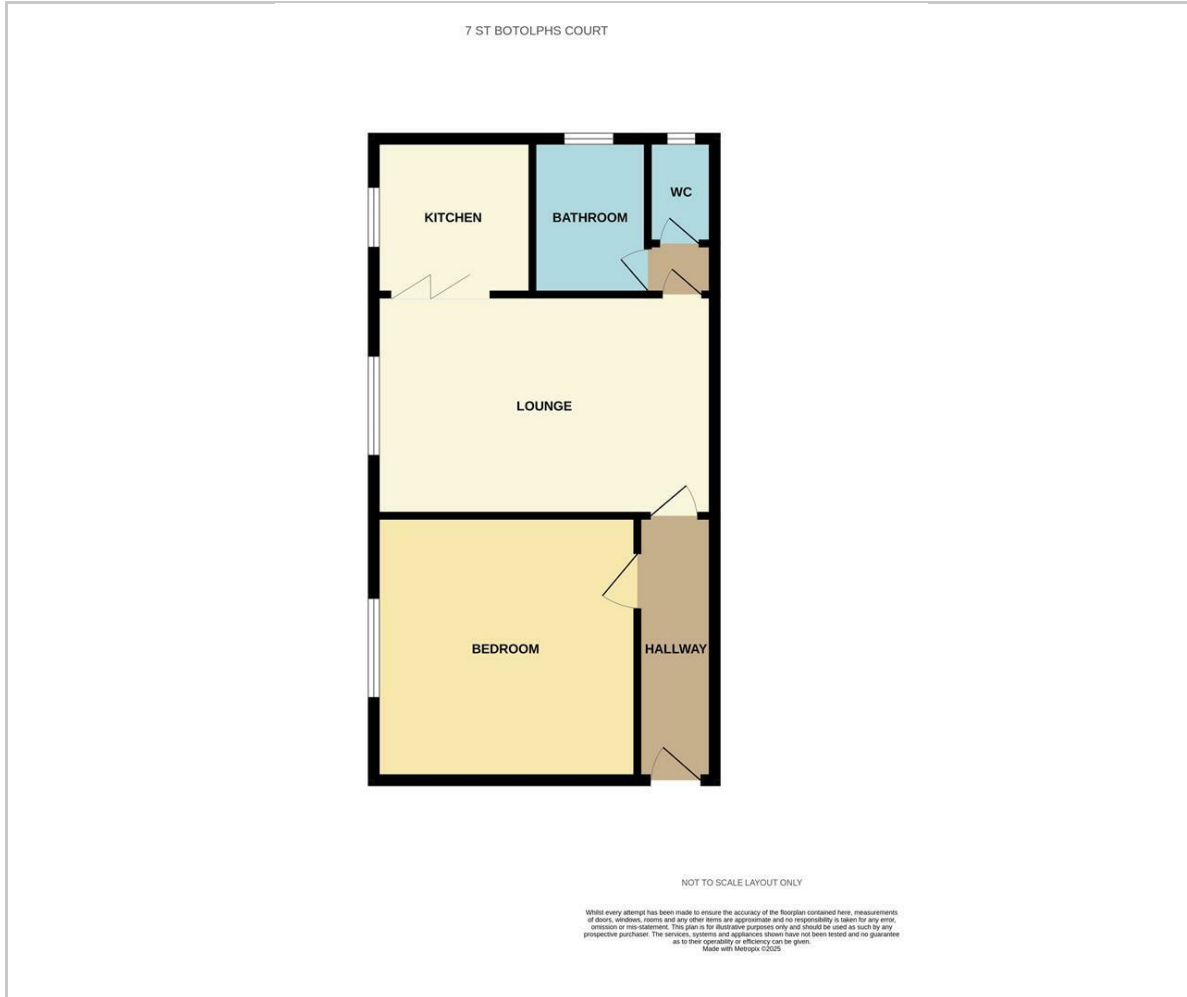 7 ST BOTOLPHS COURT
KITCHEN
BATHROOM
WC
LOUNGE
BEDROOM
HALLWAY
NOT TO SCALE LAYOUT ONLY
Whilst every attempt has been made to ensure the accuracy of the floorplan contained here, measurements
of doors, windows, rooms and any other items are approximate and no responsibility is taken for any error,
omission or mis-statement. This plan is for illustrative purposes only and should be used as such by any
prospective purchaser. The services, systems and appliances shown have not been tested and no guarantee
as to their operability or efficiency can be given.
Made with Metropix ©2025